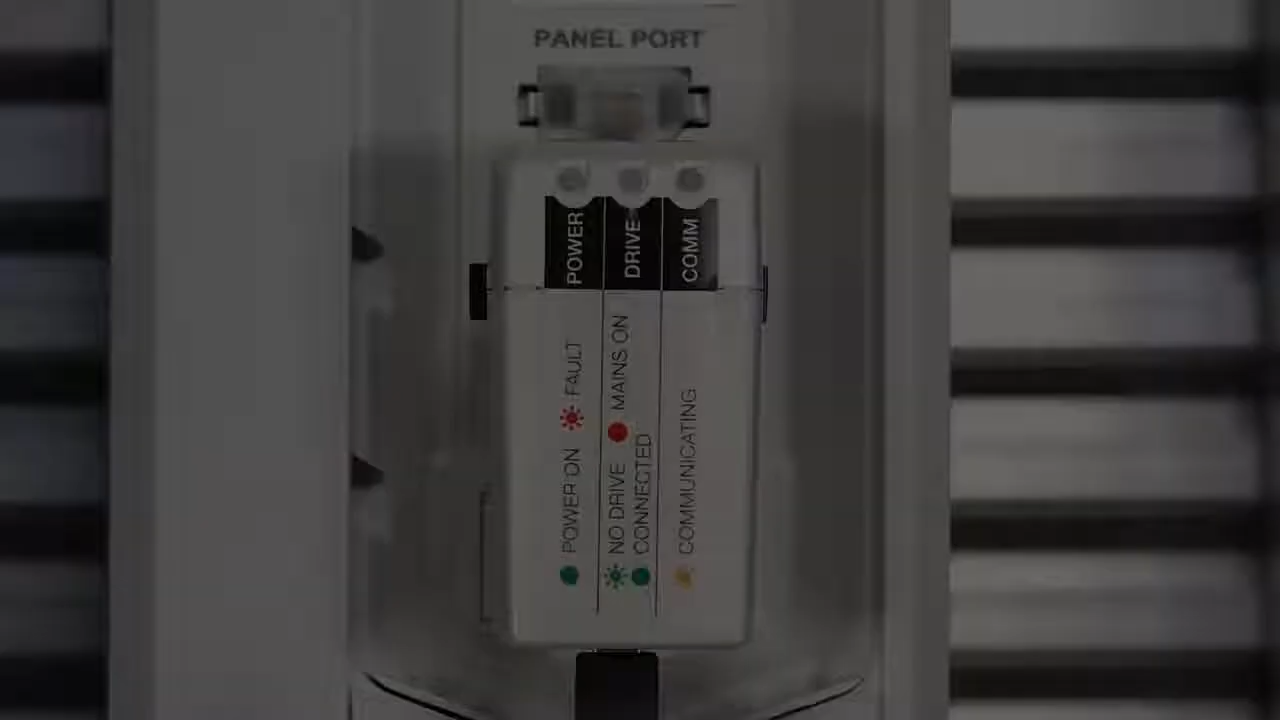 PANEL PORT
POWER
DRIVE
COMM
POWER ON
FAULT
NO DRIVE
MAINS ON
CONNECTED
COMMUNICATING